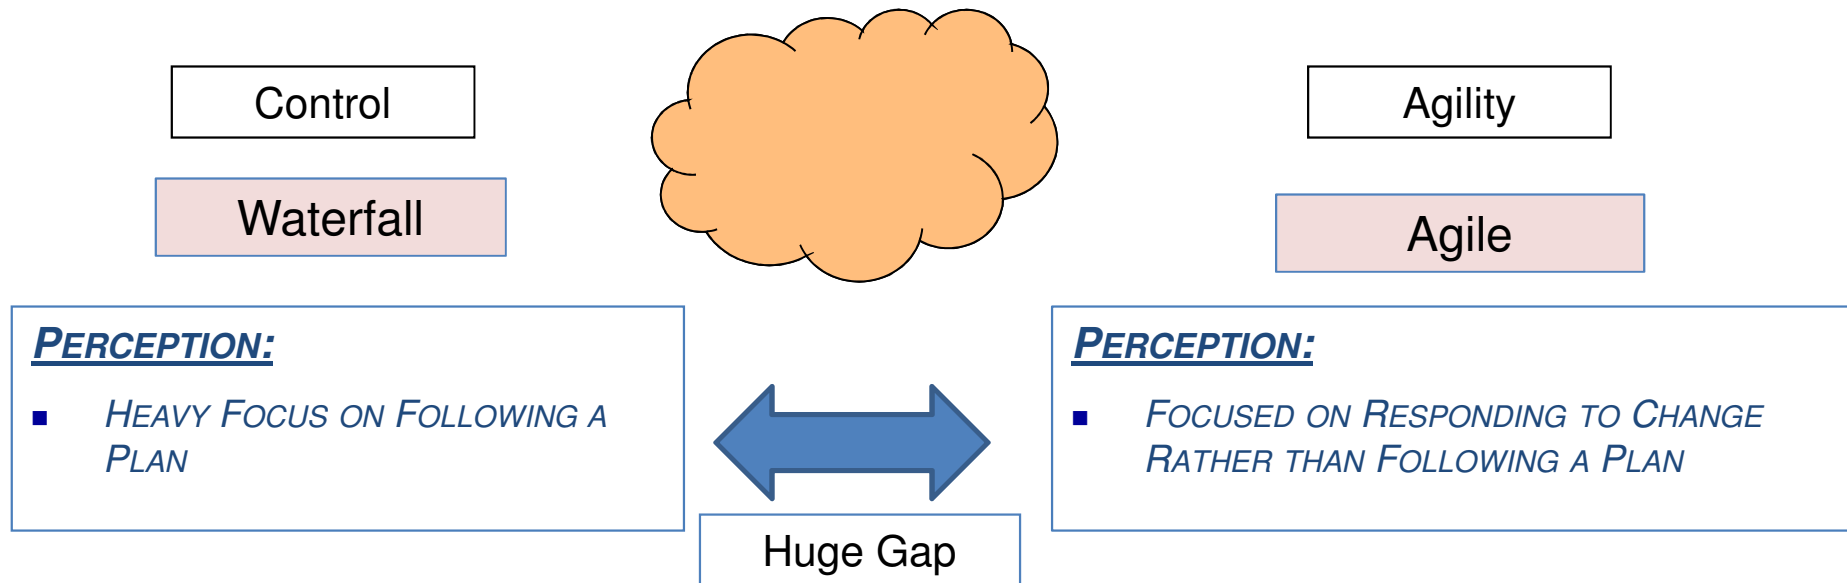 Control
Agility
Waterfall
Agile
PERCEPTION:
▪ HEAVY FOCUS ON FOLLOWING A
PLAN
PERCEPTION:
▪ FOCUSED ON RESPONDING TO CHANGE
RATHER THAN FOLLOWING A PLAN
Huge Gap